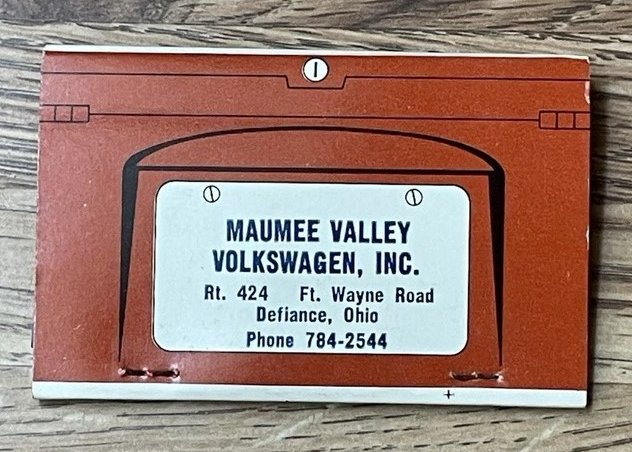 MAUMEE VALLEY
VOLKSWAGEN, INC.
Rt. 424 Ft. Wayne Road
Defiance, Ohio
Phone 784-2544